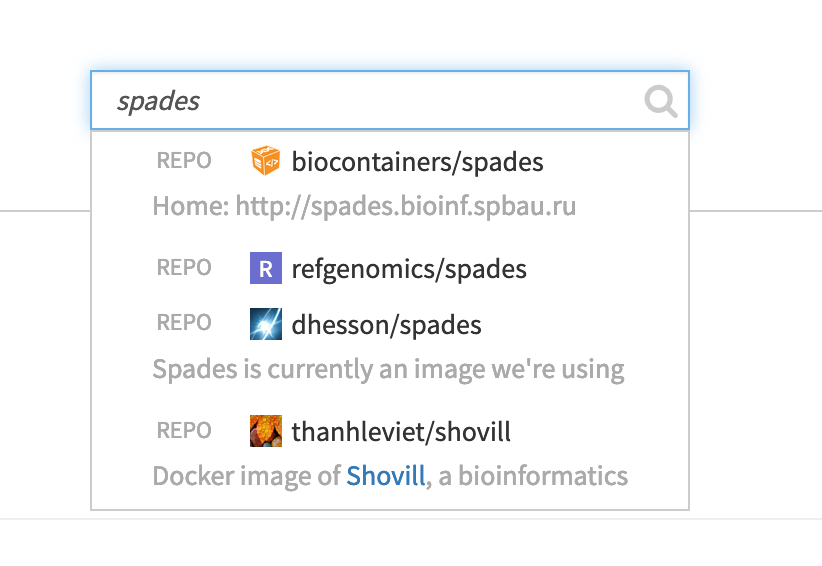 spades
REPO biocontainers/spades
Home: http://spades.bioinf.spbau.ru
REPO R refgenomics/spades
REPO dhesson/spades
Spades is currently an image we're using
REPO thanhleviet/shovill
Docker image of Shovill, a bioinformatics